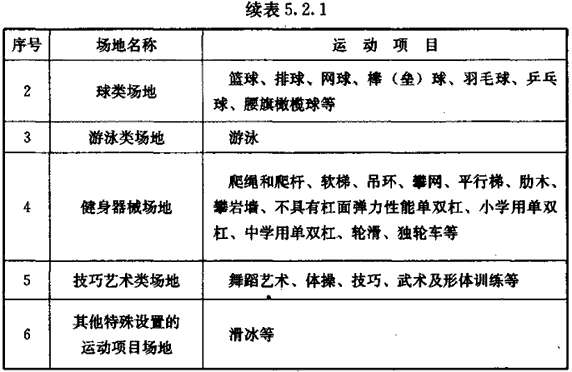 续表5.2.1
序号 场地名称 运动项目
2 球类场地 篮球、排球、网球、棒（垒）球、羽毛球、乒乓
球、腰旗橄榄球等
3 游泳类场地 游泳
4 健身器械场地 爬绳和爬杆、软梯、吊环、攀网、平行梯、肋木、
攀岩墙、不具有杠面弹力性能单双杠、小学用单双
杠、中学用单双杠、轮滑、独轮车等
5 技巧艺术类场地 舞蹈艺术、体操、技巧、武术及形体训练等
6 其他特殊设置的
运动项目场地 滑冰等